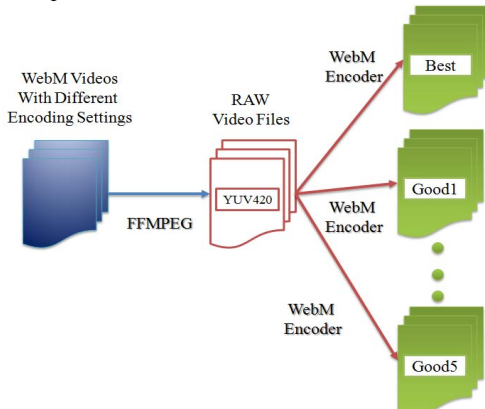 WebM Videos
With Different
Encoding Settings
FFMPEG
RAW
Video Files
YUV420
WebM
Encoder
Best
WebM
Encoder
Good1
WebM
Encoder
Good5